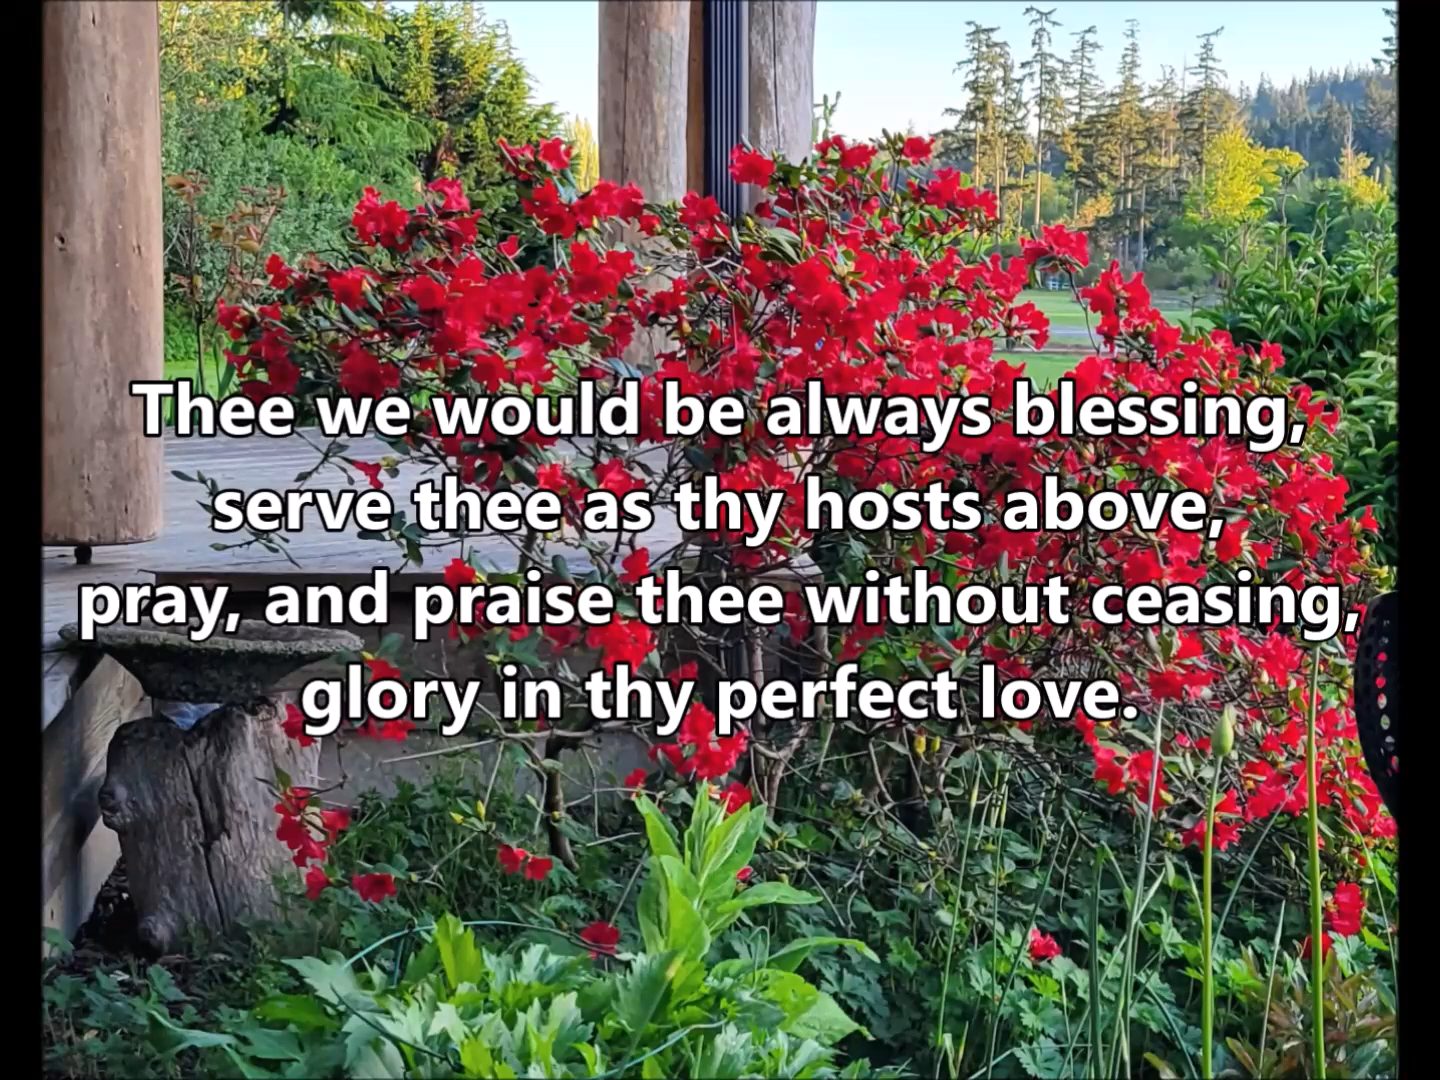 Thee we would be always blessing,
serve thee as thy hosts above,
pray, and praise thee without ceasing,
glory in thy perfect love.